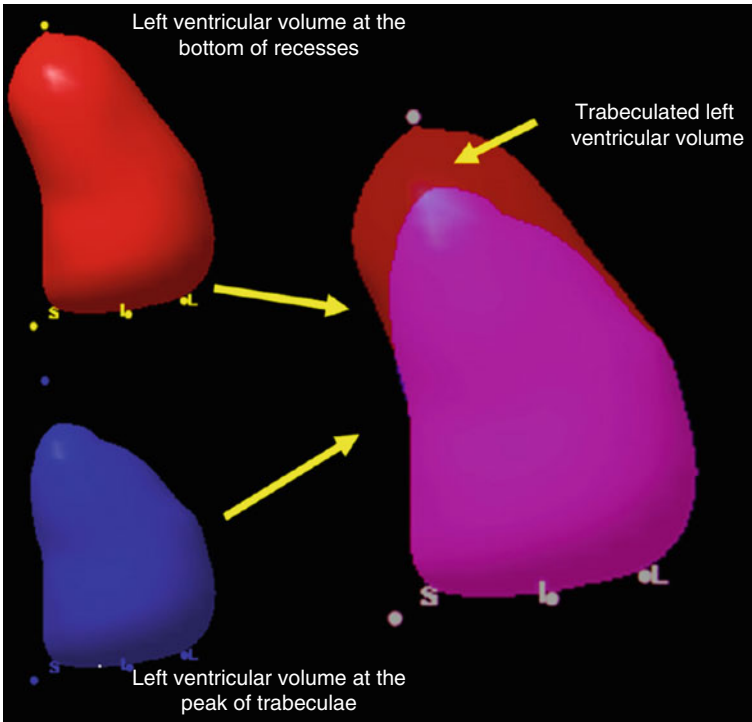 Left ventricular volume at the
bottom of recesses
Trabeculated left
ventricular volume
S
I
L
S
I
L
S
I
L
Left ventricular volume at the
peak of trabeculae